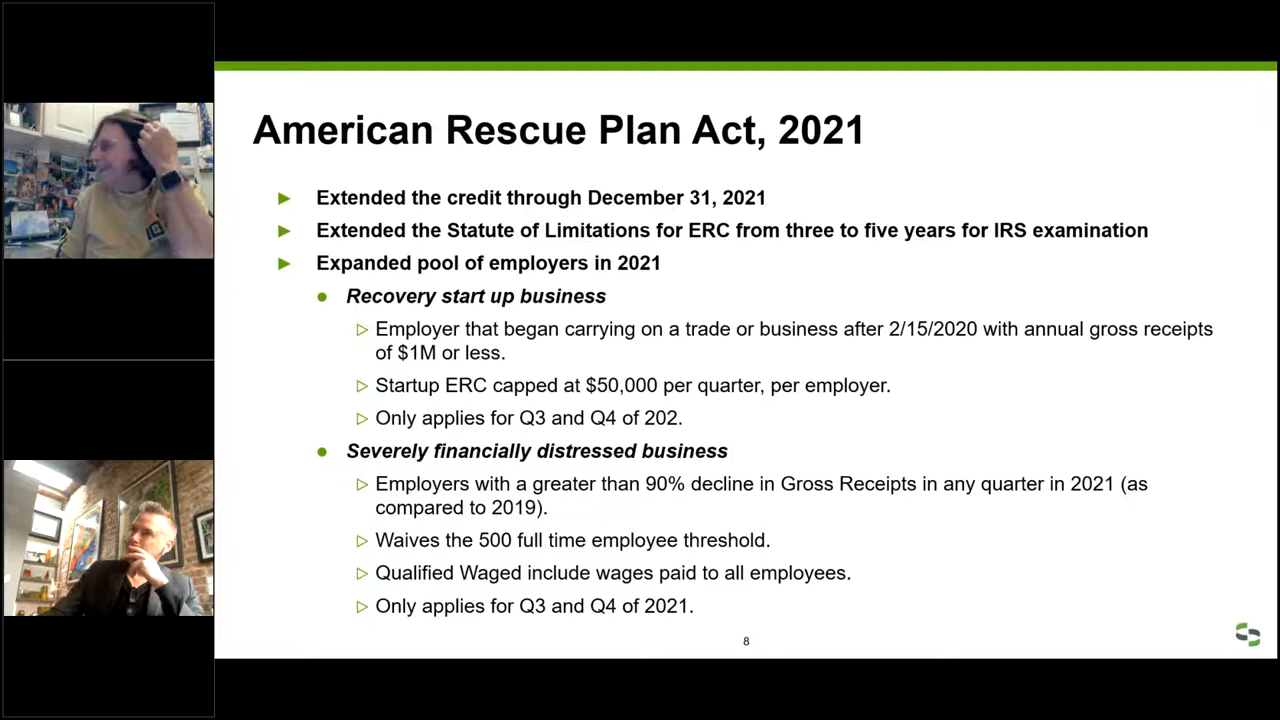 American Rescue Plan Act, 2021
Extended the credit through December 31, 2021
Extended the Statute of Limitations for ERC from three to five years for IRS examination
Expanded pool of employers in 2021
Recovery start up business
Employer that began carrying on a trade or business after 2/15/2020 with annual gross receipts
of $1M or less.
Startup ERC capped at $50,000 per quarter, per employer.
Only applies for Q3 and Q4 of 202.
Severely financially distressed business
Employers with a greater than 90% decline in Gross Receipts in any quarter in 2021 (as
compared to 2019).
Waives the 500 full time employee threshold.
Qualified Waged include wages paid to all employees.
Only applies for Q3 and Q4 of 2021.
8